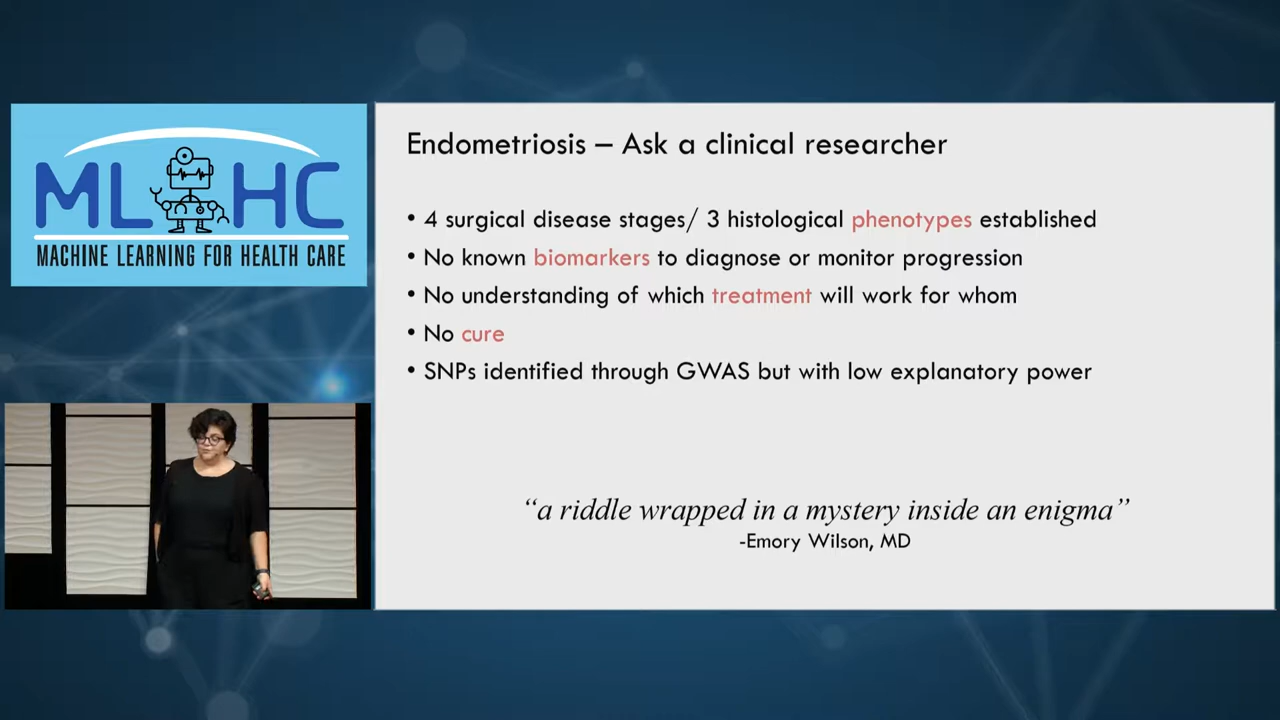 ML HC
MACHINE LEARNING FOR HEALTH CARE
Endometriosis – Ask a clinical researcher
• 4 surgical disease stages/ 3 histological phenotypes established
• No known biomarkers to diagnose or monitor progression
• No understanding of which treatment will work for whom
• No cure
• SNPs identified through GWAS but with low explanatory power
“a riddle wrapped in a mystery inside an enigma”
-Emory Wilson, MD